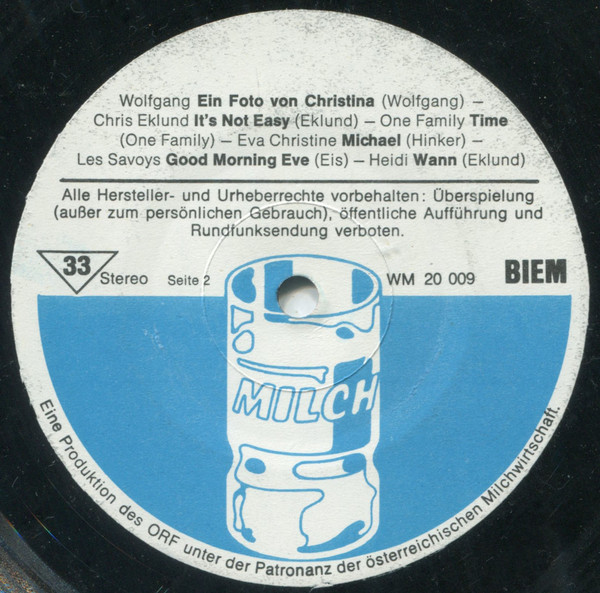 Wolfgang Ein Foto von Christina (Wolfgang) –
Chris Eklund It's Not Easy (Eklund) – One Family Time
(One Family) – Eva Christine Michael (Hinker) –
Les Savoys Good Morning Eve (Eis) – Heidi Wann (Eklund)
Alle Hersteller- und Urheberrechte vorbehalten: Überspielung
(außer zum persönlichen Gebrauch), öffentliche Aufführung und
Rundfunksendung verboten.
33 Stereo Seite 2 WM 20 009 BIEM
MILCH
Eine Produktion des ORF unter der Patronanz der österreichischen Milchwirtschaft.